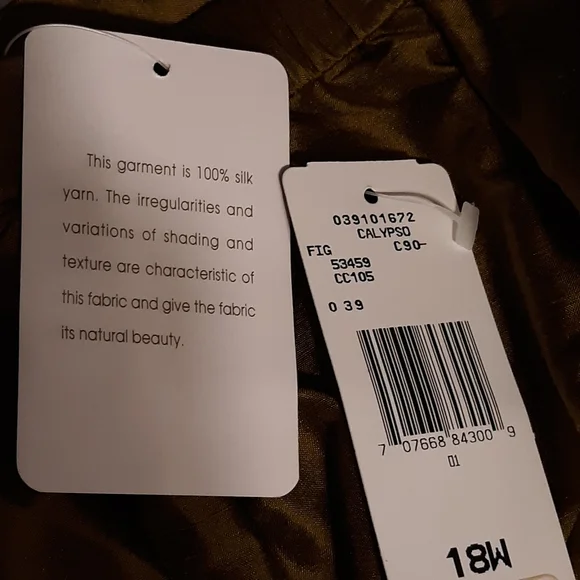 This garment is 100% silk
yarn. The irregularities and
variations of shading and
texture are characteristic of
this fabric and give the fabric
its natural beauty.
039101672
CALYPSO
FIG C90-
53459
CC105
0 39
7 07668 84300 9
01
18W